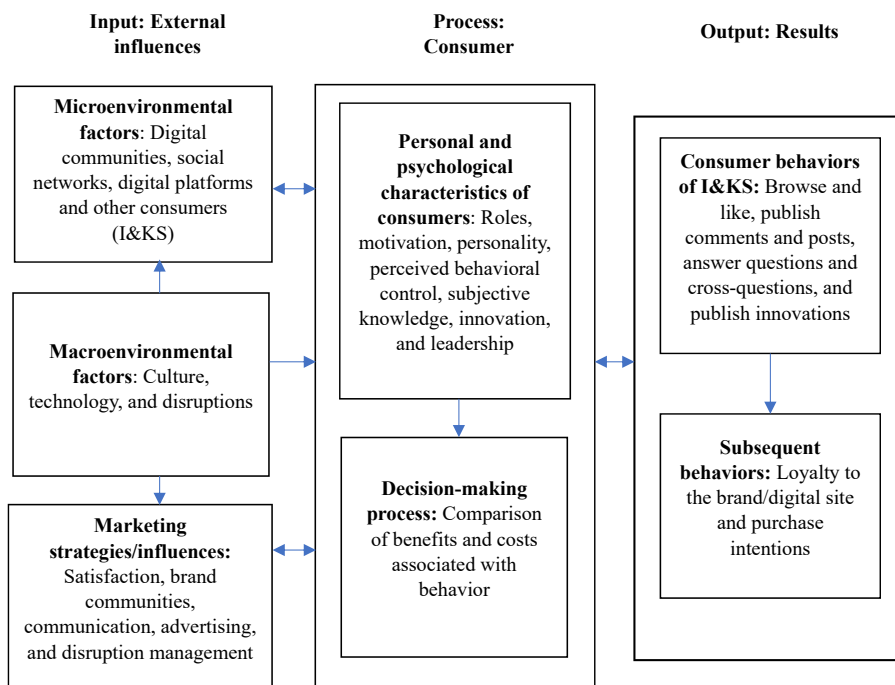 Input: External
influences
Process:
Consumer
Output: Results
Microenvironmental
factors: Digital
communities, social
networks, digital platforms
and other consumers
(I&KS)
Macroenvironmental
factors: Culture,
technology, and disruptions
Marketing
strategies/influences:
Satisfaction, brand
communities,
communication, advertising,
and disruption management
Personal and
psychological
characteristics of
consumers: Roles,
motivation, personality,
perceived behavioral
control, subjective
knowledge, innovation,
and leadership
Decision-making
process: Comparison
of benefits and costs
associated with
behavior
Consumer behaviors
of I&KS: Browse and
like, publish
comments and posts,
answer questions and
cross-questions, and
publish innovations
Subsequent
behaviors: Loyalty to
the brand/digital site
and purchase
intentions